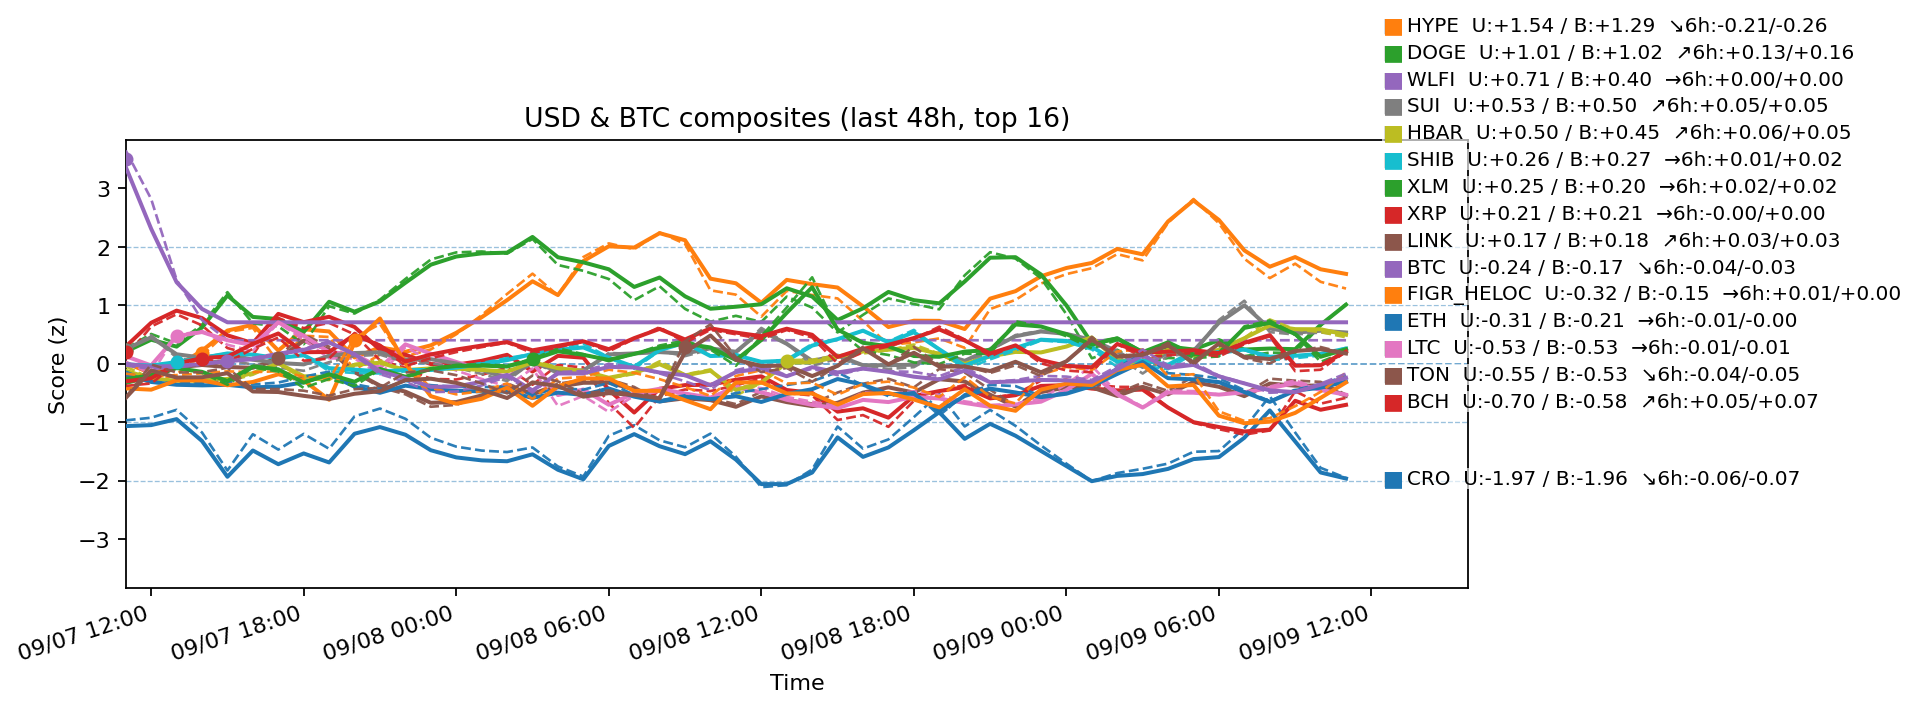 USD & BTC composites (last 48h, top 16)
HYPE U:+1.54 / B:+1.29 ↘6h:-0.21/-0.26
DOGE U:+1.01 / B:+1.02 ↗6h:+0.13/+0.16
WLFI U:+0.71 / B:+0.40 →6h:+0.00/+0.00
SUI U:+0.53 / B:+0.50 ↗6h:+0.05/+0.05
HBAR U:+0.50 / B:+0.45 ↗6h:+0.06/+0.05
SHIB U:+0.26 / B:+0.27 →6h:+0.01/+0.02
XLM U:+0.25 / B:+0.20 →6h:+0.02/+0.02
XRP U:+0.21 / B:+0.21 →6h:-0.00/+0.00
LINK U:+0.17 / B:+0.18 ↗6h:+0.03/+0.03
BTC U:-0.24 / B:-0.17 ↘6h:-0.04/-0.03
FIGR_HELOC U:-0.32 / B:-0.15 →6h:+0.01/+0.00
ETH U:-0.31 / B:-0.21 →6h:-0.01/-0.00
LTC U:-0.53 / B:-0.53 →6h:-0.01/-0.01
TON U:-0.55 / B:-0.53 ↘6h:-0.04/-0.05
BCH U:-0.70 / B:-0.58 ↗6h:+0.05/+0.07
CRO U:-1.97 / B:-1.96 ↘6h:-0.06/-0.07
Score (z)
3
2
1
0
−1
−2
−3
09/07 12:00
09/07 18:00
09/08 00:00
09/08 06:00
09/08 12:00
09/08 18:00
09/09 00:00
09/09 06:00
09/09 12:00
Time